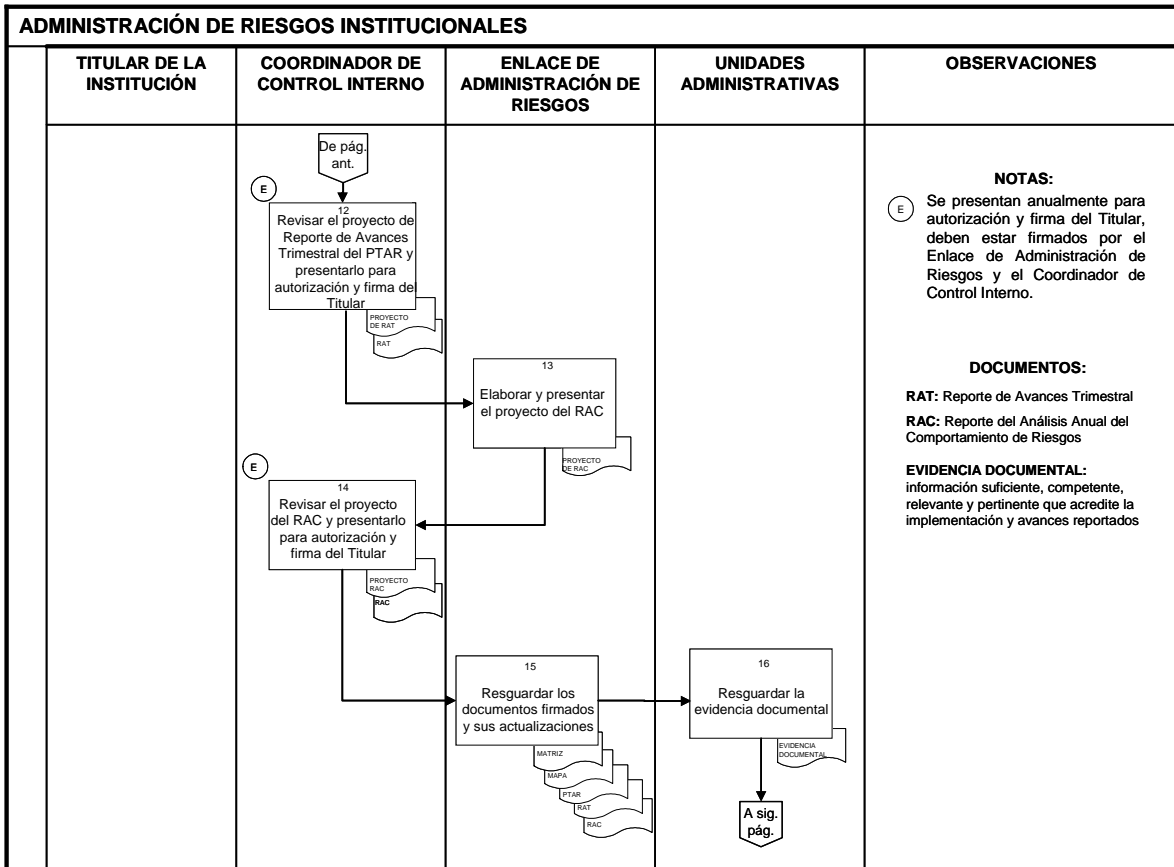 ADMINISTRACIÓN DE RIESGOS INSTITUCIONALES
TITULAR DE LA
INSTITUCIÓN
COORDINADOR DE
CONTROL INTERNO
ENLACE DE
ADMINISTRACIÓN DE
RIESGOS
UNIDADES
ADMINISTRATIVAS
OBSERVACIONES
De pág.
ant.
E
12
Revisar el proyecto de
Reporte de Avances
Trimestral del PTAR y
presentarlo para
autorización y firma del
Titular
PROYECTO
DE RAT
RAT
13
Elaborar y presentar
el proyecto del RAC
PROYECTO
DE RAC
E
14
Revisar el proyecto
del RAC y presentarlo
para autorización y
firma del Titular
PROYECTO
RAC
RAC
15
Resguardar los
documentos firmados
y sus actualizaciones
MATRIZ
MAPA
PTAR
RAT
RAC
16
Resguardar la
evidencia documental
EVIDENCIA
DOCUMENTAL
A sig.
pág.
NOTAS:
E
Se presentan anualmente para
autorización y firma del Titular,
deben estar firmados por el
Enlace de Administración de
Riesgos y el Coordinador de
Control Interno.
DOCUMENTOS:
RAT: Reporte de Avances Trimestral
RAC: Reporte del Análisis Anual del
Comportamiento de Riesgos
EVIDENCIA DOCUMENTAL:
información suficiente, competente,
relevante y pertinente que acredite la
implementación y avances reportados